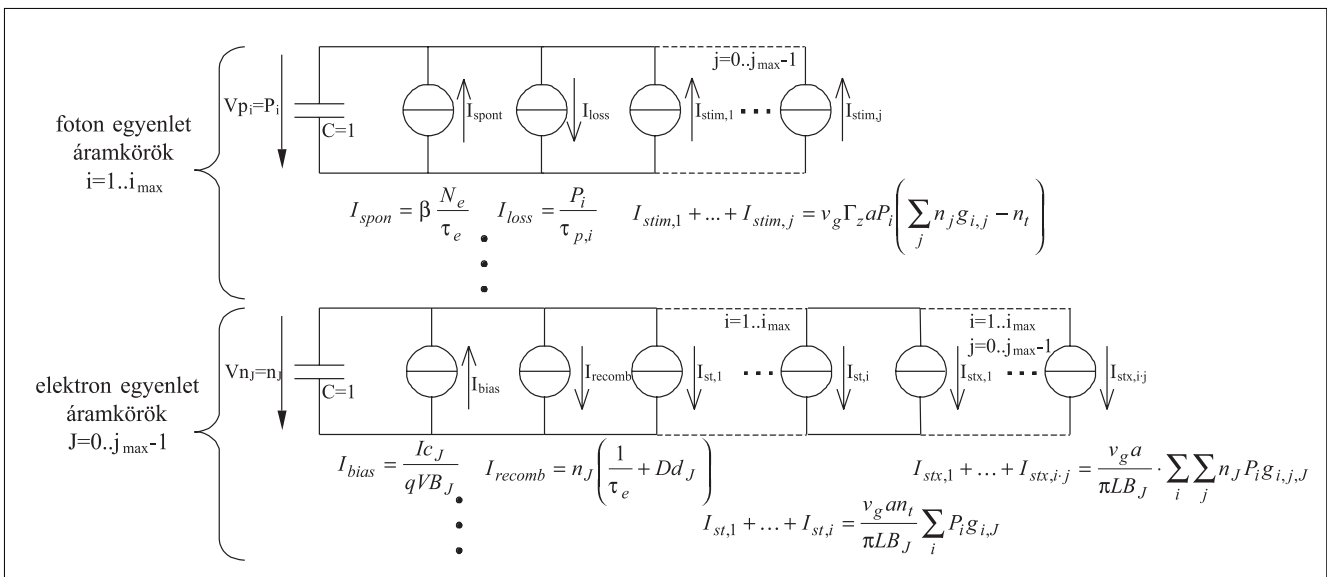 foton egyenlet
áramkörök
i=1..i_max
Vp_i=P_i
C=1
I_spont
I_loss
I_stim,1
j=0..j_max-1
I_stim,j
I_spon = β N_e / τ_e
I_loss = P_i / τ_p,i
I_stim,1 + ... + I_stim,j = v_g Γ_z a P_i ( ∑_j n_j g_i,j − n_t )
elektron egyenlet
áramkörök
J=0..j_max-1
Vn_J=n_J
C=1
I_bias
I_recomb
I_st,1
i=1..i_max
I_st,i
I_stx,1
i=1..i_max
j=0..j_max-1
I_stx,i·j
I_bias = Ic_J / qVB_J
I_recomb = n_J ( 1 / τ_e + Dd_J )
I_stx,1 + ... + I_stx,i·j = v_g a / πLB_J · ∑_i ∑_j n_J P_i g_i,j,J
I_st,1 + ... + I_st,i = v_g a n_t / πLB_J ∑_i P_i g_i,J